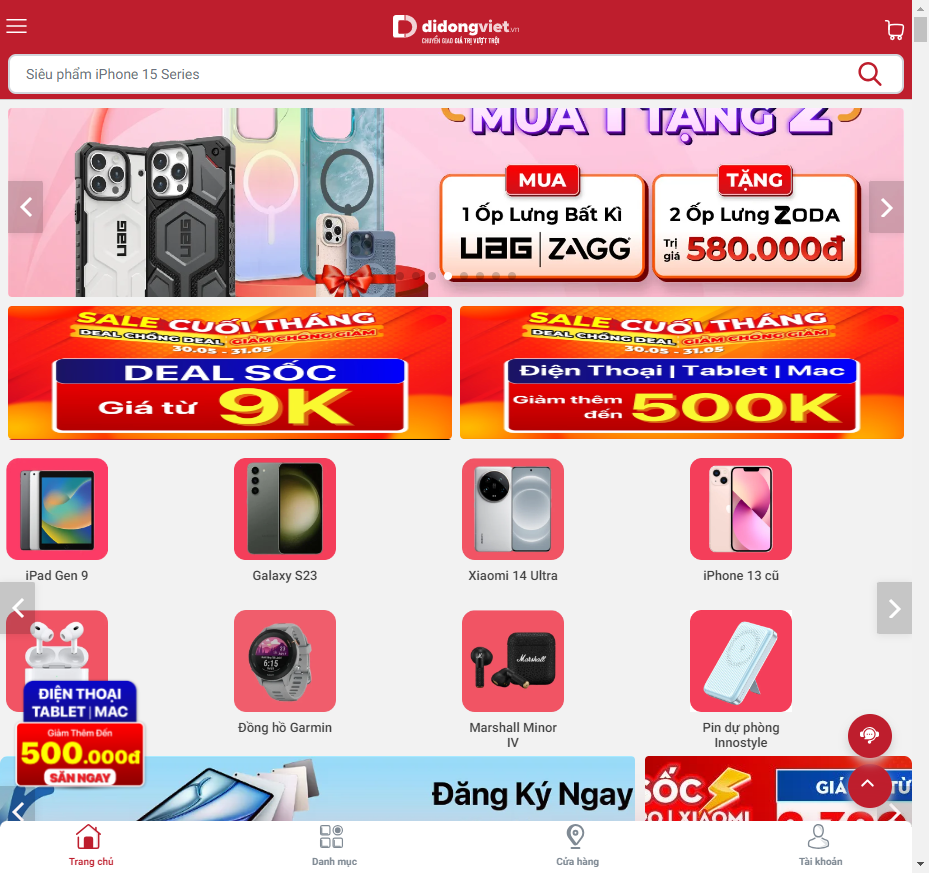 didongviet.vn
CHUYỂN GIAO GIÁ TRỊ VƯỢT TRỘI
Siêu phẩm iPhone 15 Series
MUA 1 TẶNG 2
MUA
TẶNG
1 Ốp Lưng Bất Kì
UAG | ZAGG
2 Ốp Lưng ZODA
Trị giá 580.000đ
UAG
UAG
SALE CUỐI THÁNG
DEAL CHỒNG DEAL GIẢM CHỒNG GIẢM
30.05 - 31.05
DEAL SỐC
Giá từ 9K
SALE CUỐI THÁNG
DEAL CHỒNG DEAL GIẢM CHỒNG GIẢM
30.05 - 31.05
Điện Thoại | Tablet | Mac
Giảm thêm đến 500K
iPad Gen 9
Galaxy S23
Xiaomi 14 Ultra
iPhone 13 cũ
6:15
Marshall
Đồng hồ Garmin
Marshall Minor
IV
Pin dự phòng
Innostyle
ĐIỆN THOẠI
TABLET | MAC
Giảm Thêm Đến
500.000đ
SĂN NGAY
Đăng Ký Ngay
SỐC
GIÁ TỪ
XIAOMI
Trang chủ
Danh mục
Cửa hàng
Tài khoản